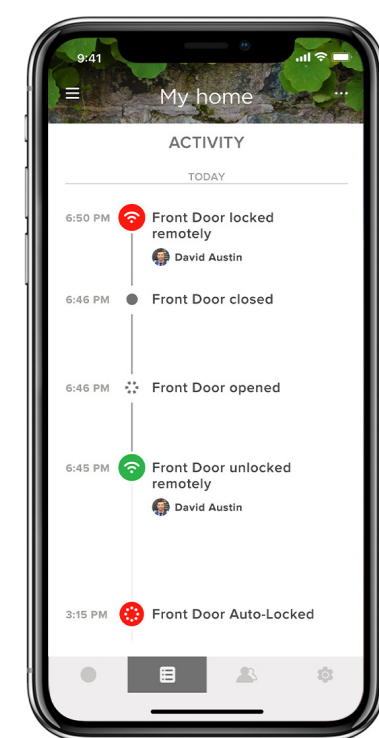 9:41
My home
ACTIVITY
TODAY
6:50 PM Front Door locked
remotely
David Austin
6:46 PM Front Door closed
6:46 PM Front Door opened
6:45 PM Front Door unlocked
remotely
David Austin
3:15 PM Front Door Auto-Locked